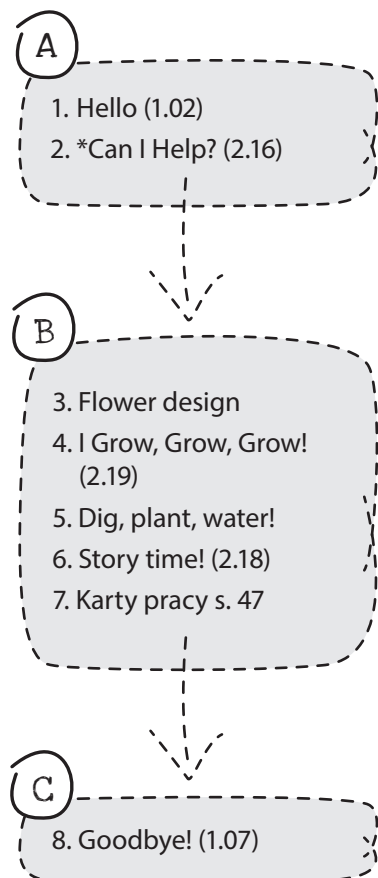 A
1. Hello (1.02)
2. *Can I Help? (2.16)
B
3. Flower design
4. I Grow, Grow, Grow!
(2.19)
5. Dig, plant, water!
6. Story time! (2.18)
7. Karty pracy s. 47
C
8. Goodbye! (1.07)